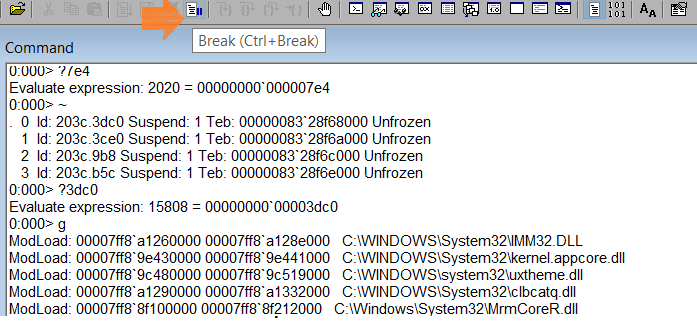 101
101
A
A
Break (Ctrl+Break)
Command
0:000> ?7e4
Evaluate expression: 2020 = 00000000`000007e4
0:000> ~
. 0 Id: 203c.3dc0 Suspend: 1 Teb: 00000083`28f68000 Unfrozen
1 Id: 203c.3ce0 Suspend: 1 Teb: 00000083`28f6a000 Unfrozen
2 Id: 203c.9b8 Suspend: 1 Teb: 00000083`28f6c000 Unfrozen
3 Id: 203c.b5c Suspend: 1 Teb: 00000083`28f6e000 Unfrozen
0:000> ?3dc0
Evaluate expression: 15808 = 00000000`00003dc0
0:000> g
ModLoad: 00007ff8`a1260000 00007ff8`a128e000 C:\WINDOWS\System32\IMM32.DLL
ModLoad: 00007ff8`9e430000 00007ff8`9e441000 C:\WINDOWS\System32\kernel.appcore.dll
ModLoad: 00007ff8`9c480000 00007ff8`9c519000 C:\WINDOWS\system32\uxtheme.dll
ModLoad: 00007ff8`a1290000 00007ff8`a1332000 C:\WINDOWS\System32\clbcatq.dll
ModLoad: 00007ff8`8f100000 00007ff8`8f212000 C:\Windows\System32\MrmCoreR.dll